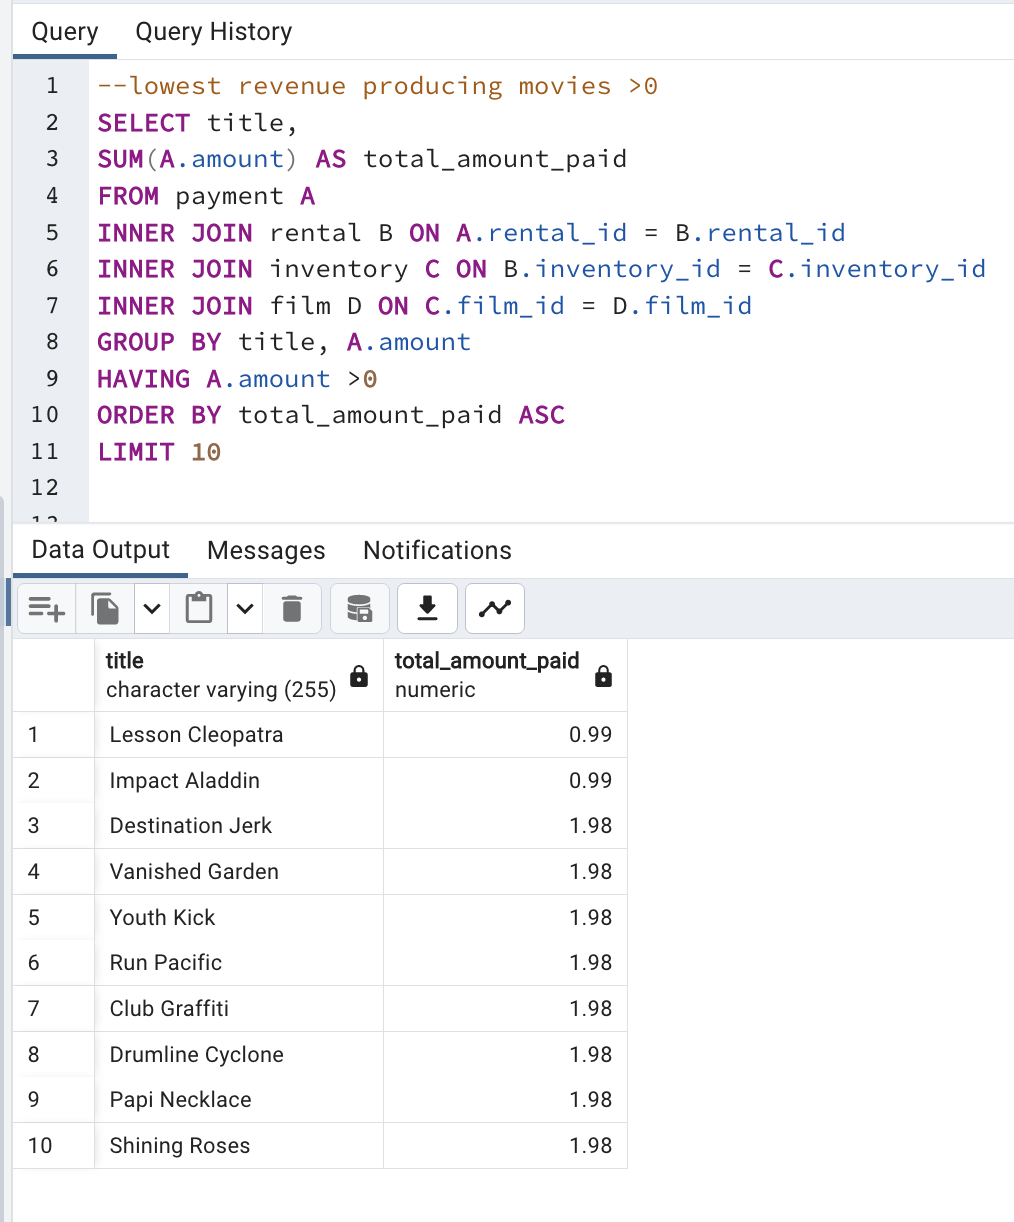 Query Query History
1 --lowest revenue producing movies >0
2 SELECT title,
3 SUM(A.amount) AS total_amount_paid
4 FROM payment A
5 INNER JOIN rental B ON A.rental_id = B.rental_id
6 INNER JOIN inventory C ON B.inventory_id = C.inventory_id
7 INNER JOIN film D ON C.film_id = D.film_id
8 GROUP BY title, A.amount
9 HAVING A.amount >0
10 ORDER BY total_amount_paid ASC
11 LIMIT 10
12
Data Output Messages Notifications
title total_amount_paid
character varying (255) numeric
1 Lesson Cleopatra 0.99
2 Impact Aladdin 0.99
3 Destination Jerk 1.98
4 Vanished Garden 1.98
5 Youth Kick 1.98
6 Run Pacific 1.98
7 Club Graffiti 1.98
8 Drumline Cyclone 1.98
9 Papi Necklace 1.98
10 Shining Roses 1.98